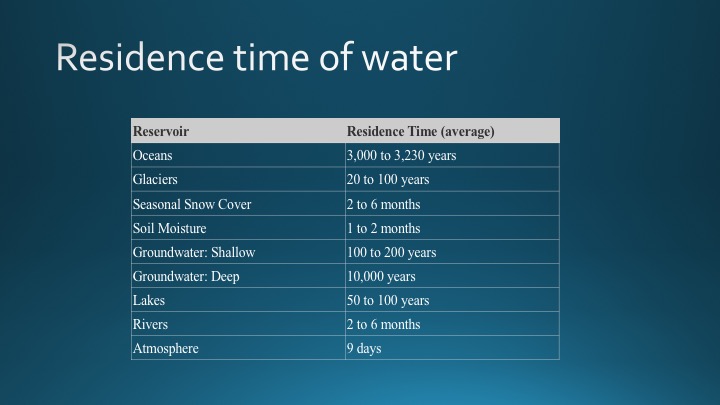 Residence time of water
Reservoir Residence Time (average)
Oceans 3,000 to 3,230 years
Glaciers 20 to 100 years
Seasonal Snow Cover 2 to 6 months
Soil Moisture 1 to 2 months
Groundwater: Shallow 100 to 200 years
Groundwater: Deep 10,000 years
Lakes 50 to 100 years
Rivers 2 to 6 months
Atmosphere 9 days